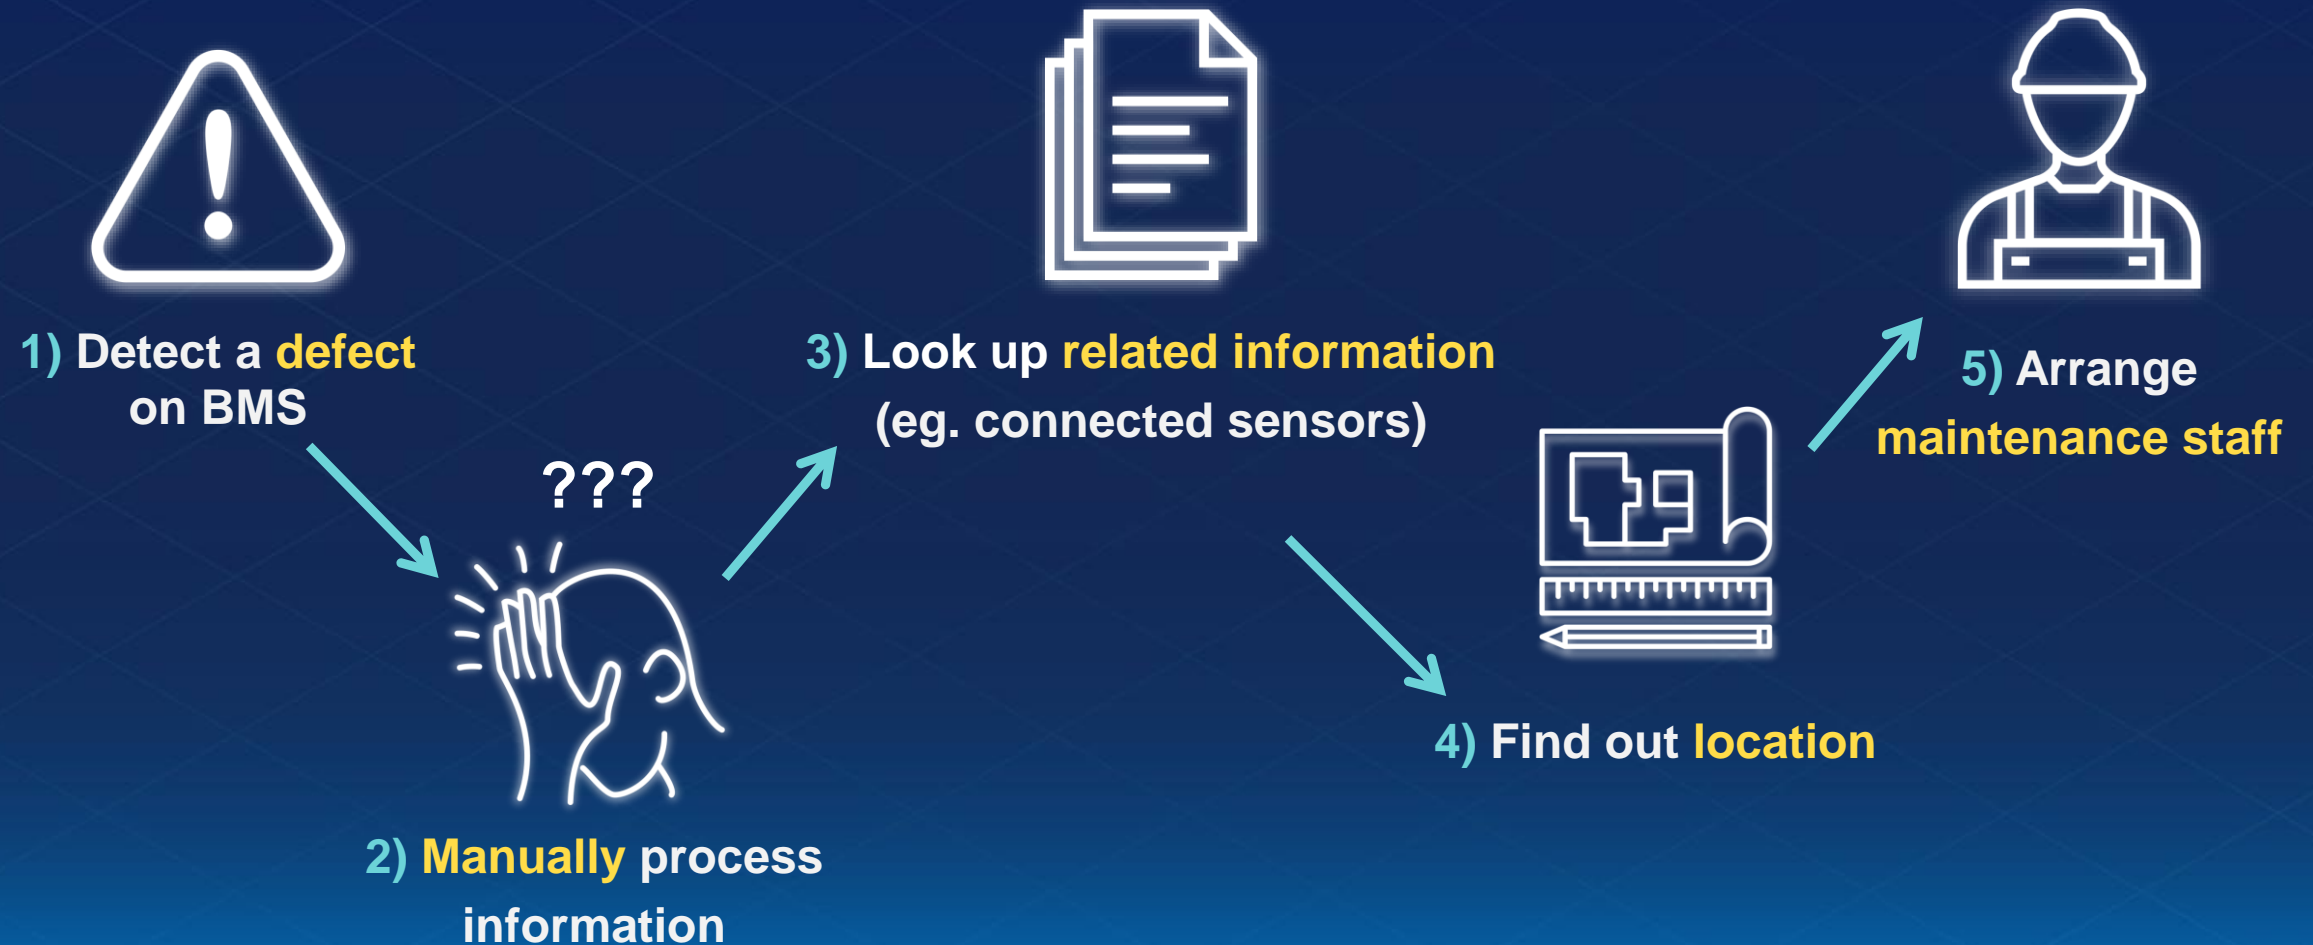 1) Detect a defect
on BMS
???
2) Manually process
information
3) Look up related information
(eg. connected sensors)
4) Find out location
5) Arrange
maintenance staff